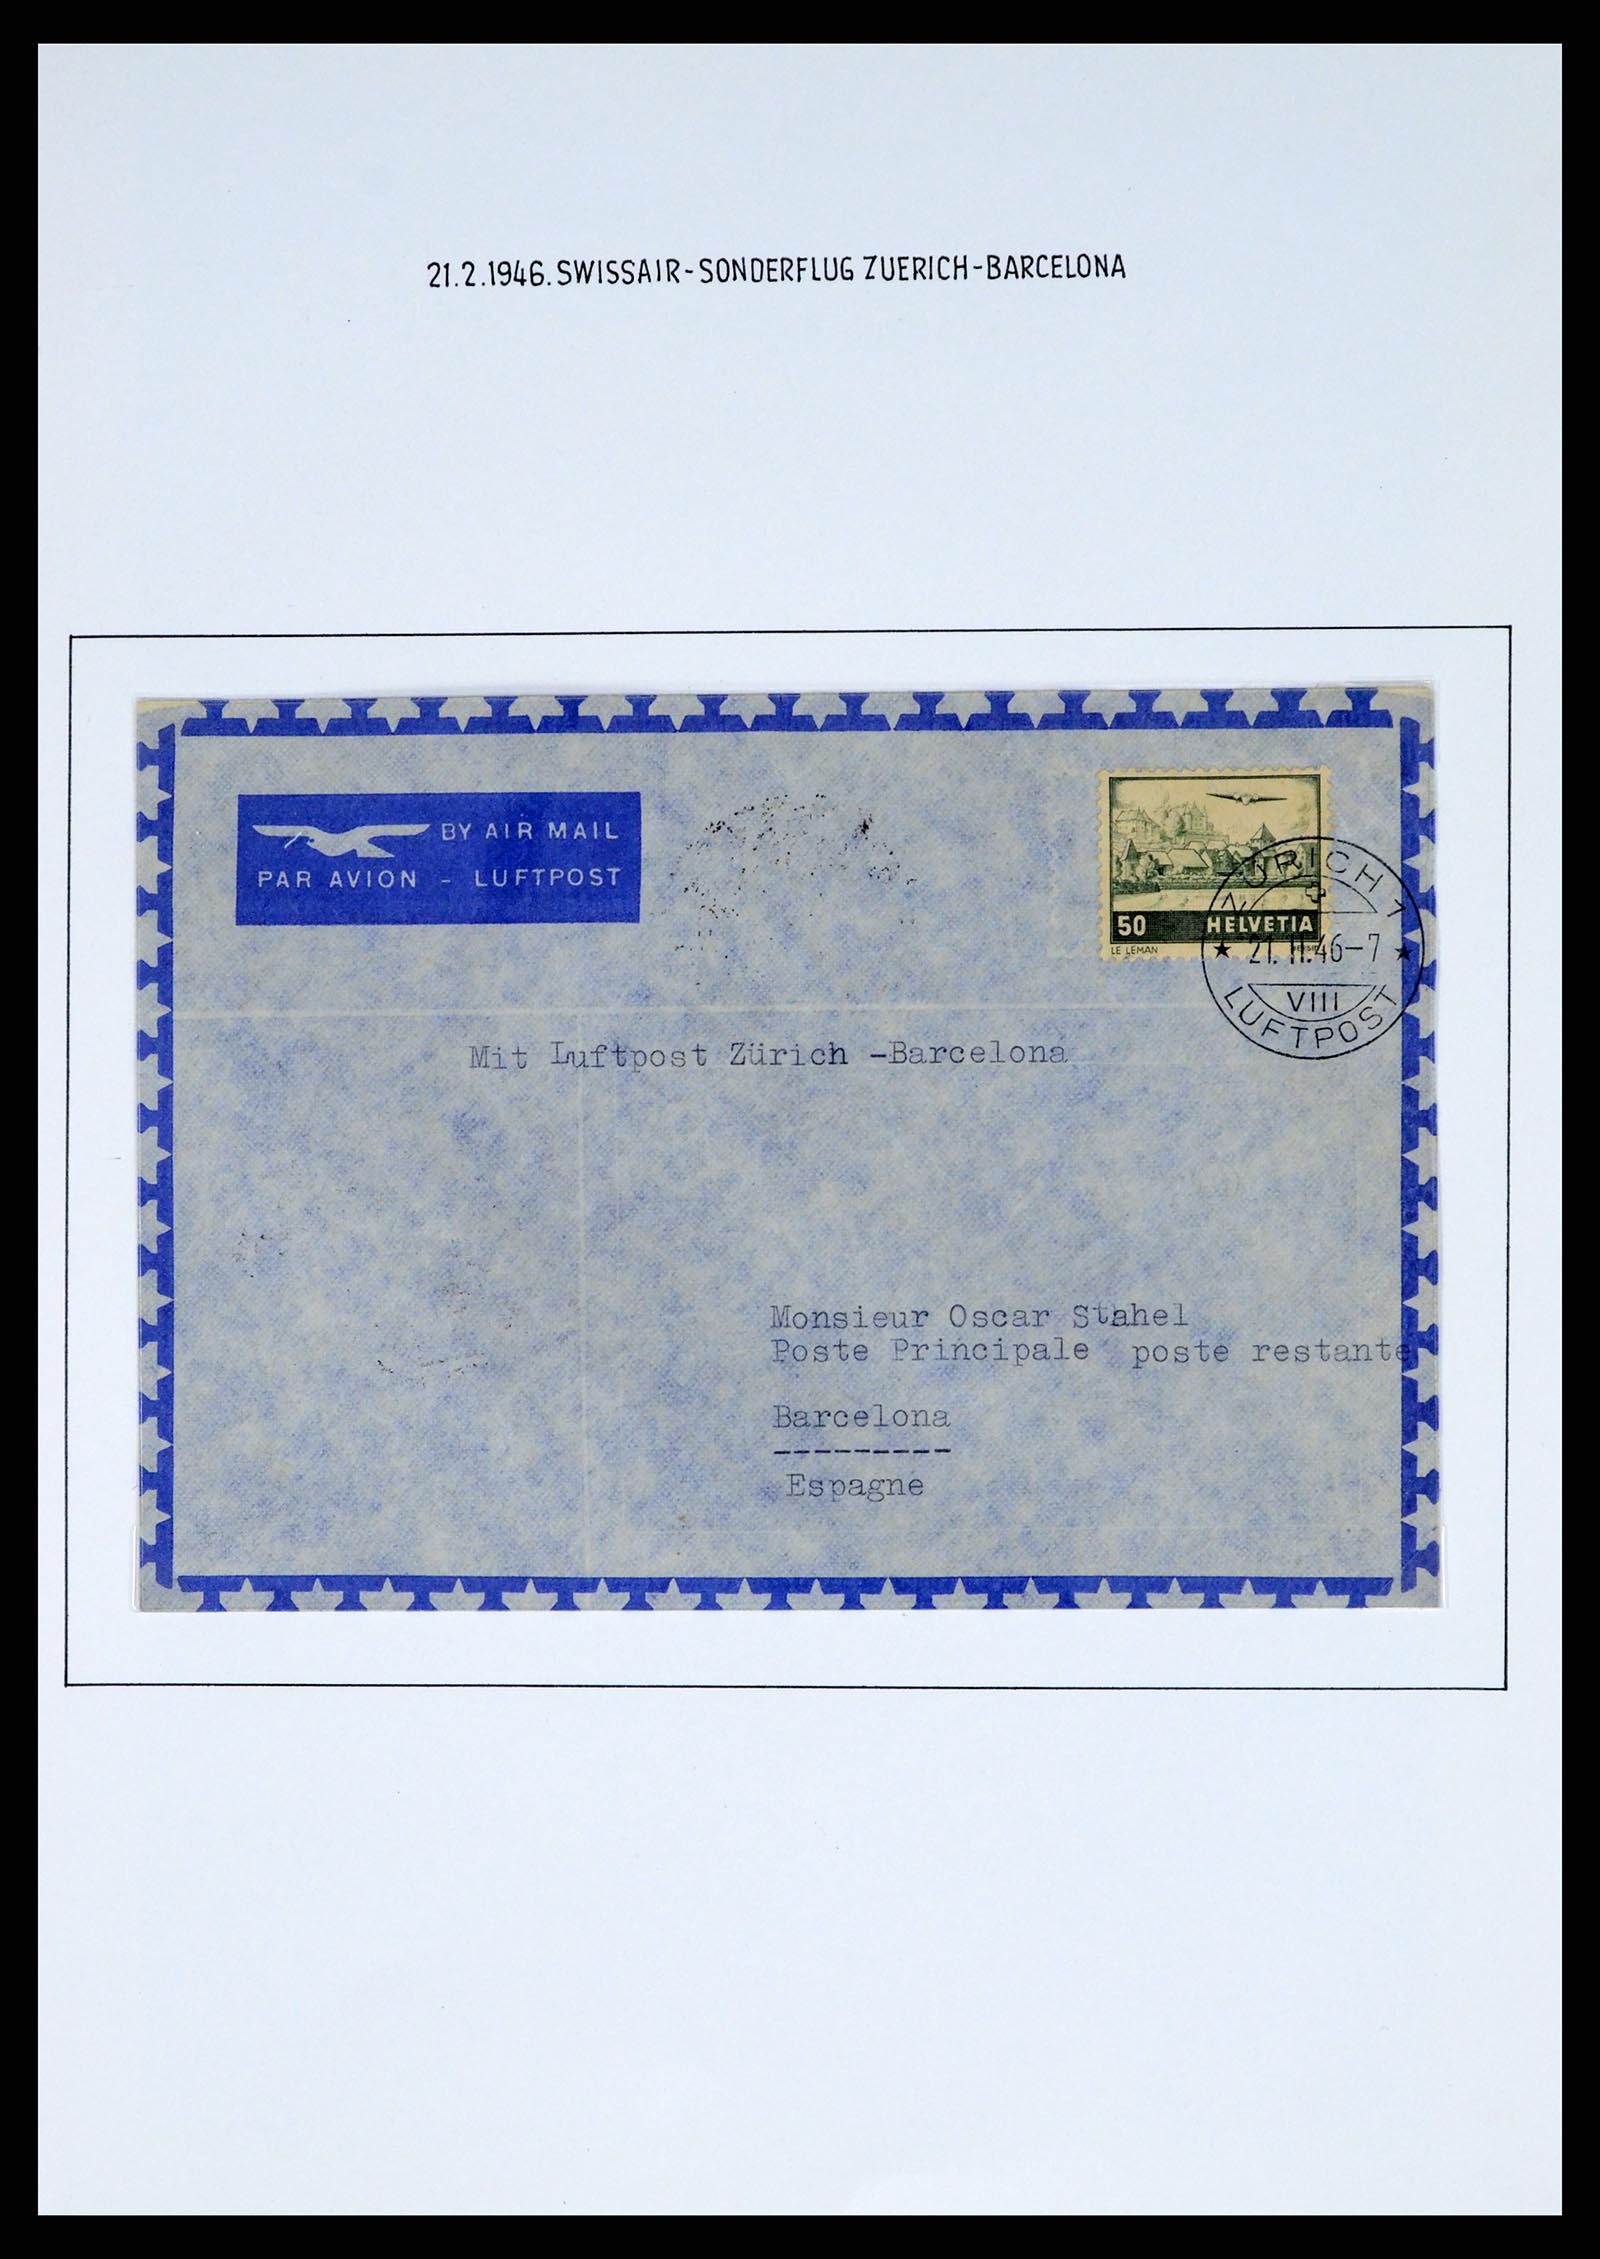 21.2.1946. SWISSAIR-SONDERFLUG ZUERICH-BARCELONA
BY AIR MAIL
PAR AVION - LUFTPOST
50 HELVETIA
LE LEMAN
ZÜRICH 1
21. II. 46-7
VIII
LUFTPOST
Mit Luftpost Zürich -Barcelona
Monsieur Oscar Stahel
Poste Principale poste restante
Barcelona
---------
Espagne